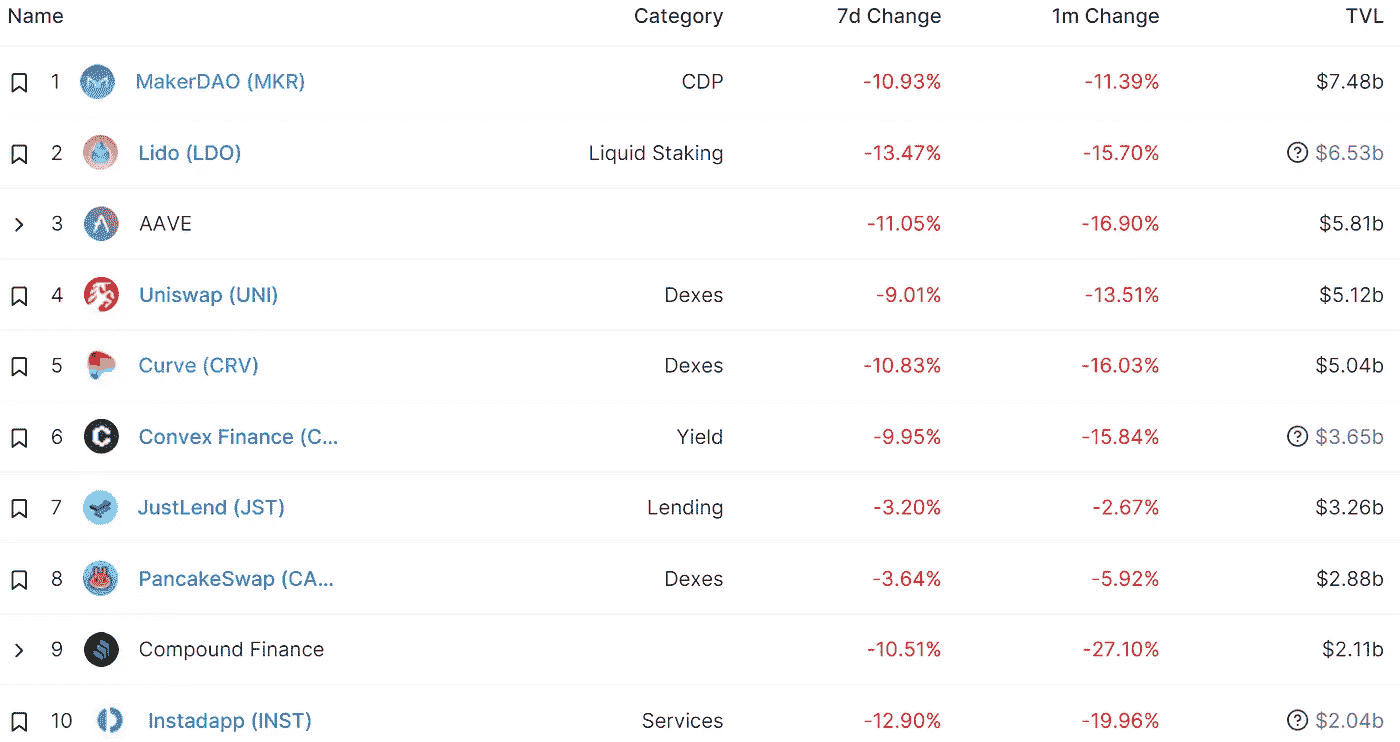 Name Category 7d Change 1m Change TVL
1 MakerDAO (MKR) CDP -10.93% -11.39% $7.48b
2 Lido (LDO) Liquid Staking -13.47% -15.70% ? $6.53b
3 AAVE -11.05% -16.90% $5.81b
4 Uniswap (UNI) Dexes -9.01% -13.51% $5.12b
5 Curve (CRV) Dexes -10.83% -16.03% $5.04b
6 Convex Finance (C... Yield -9.95% -15.84% ? $3.65b
7 JustLend (JST) Lending -3.20% -2.67% $3.26b
8 PancakeSwap (CA... Dexes -3.64% -5.92% $2.88b
9 Compound Finance -10.51% -27.10% $2.11b
10 Instadapp (INST) Services -12.90% -19.96% ? $2.04b